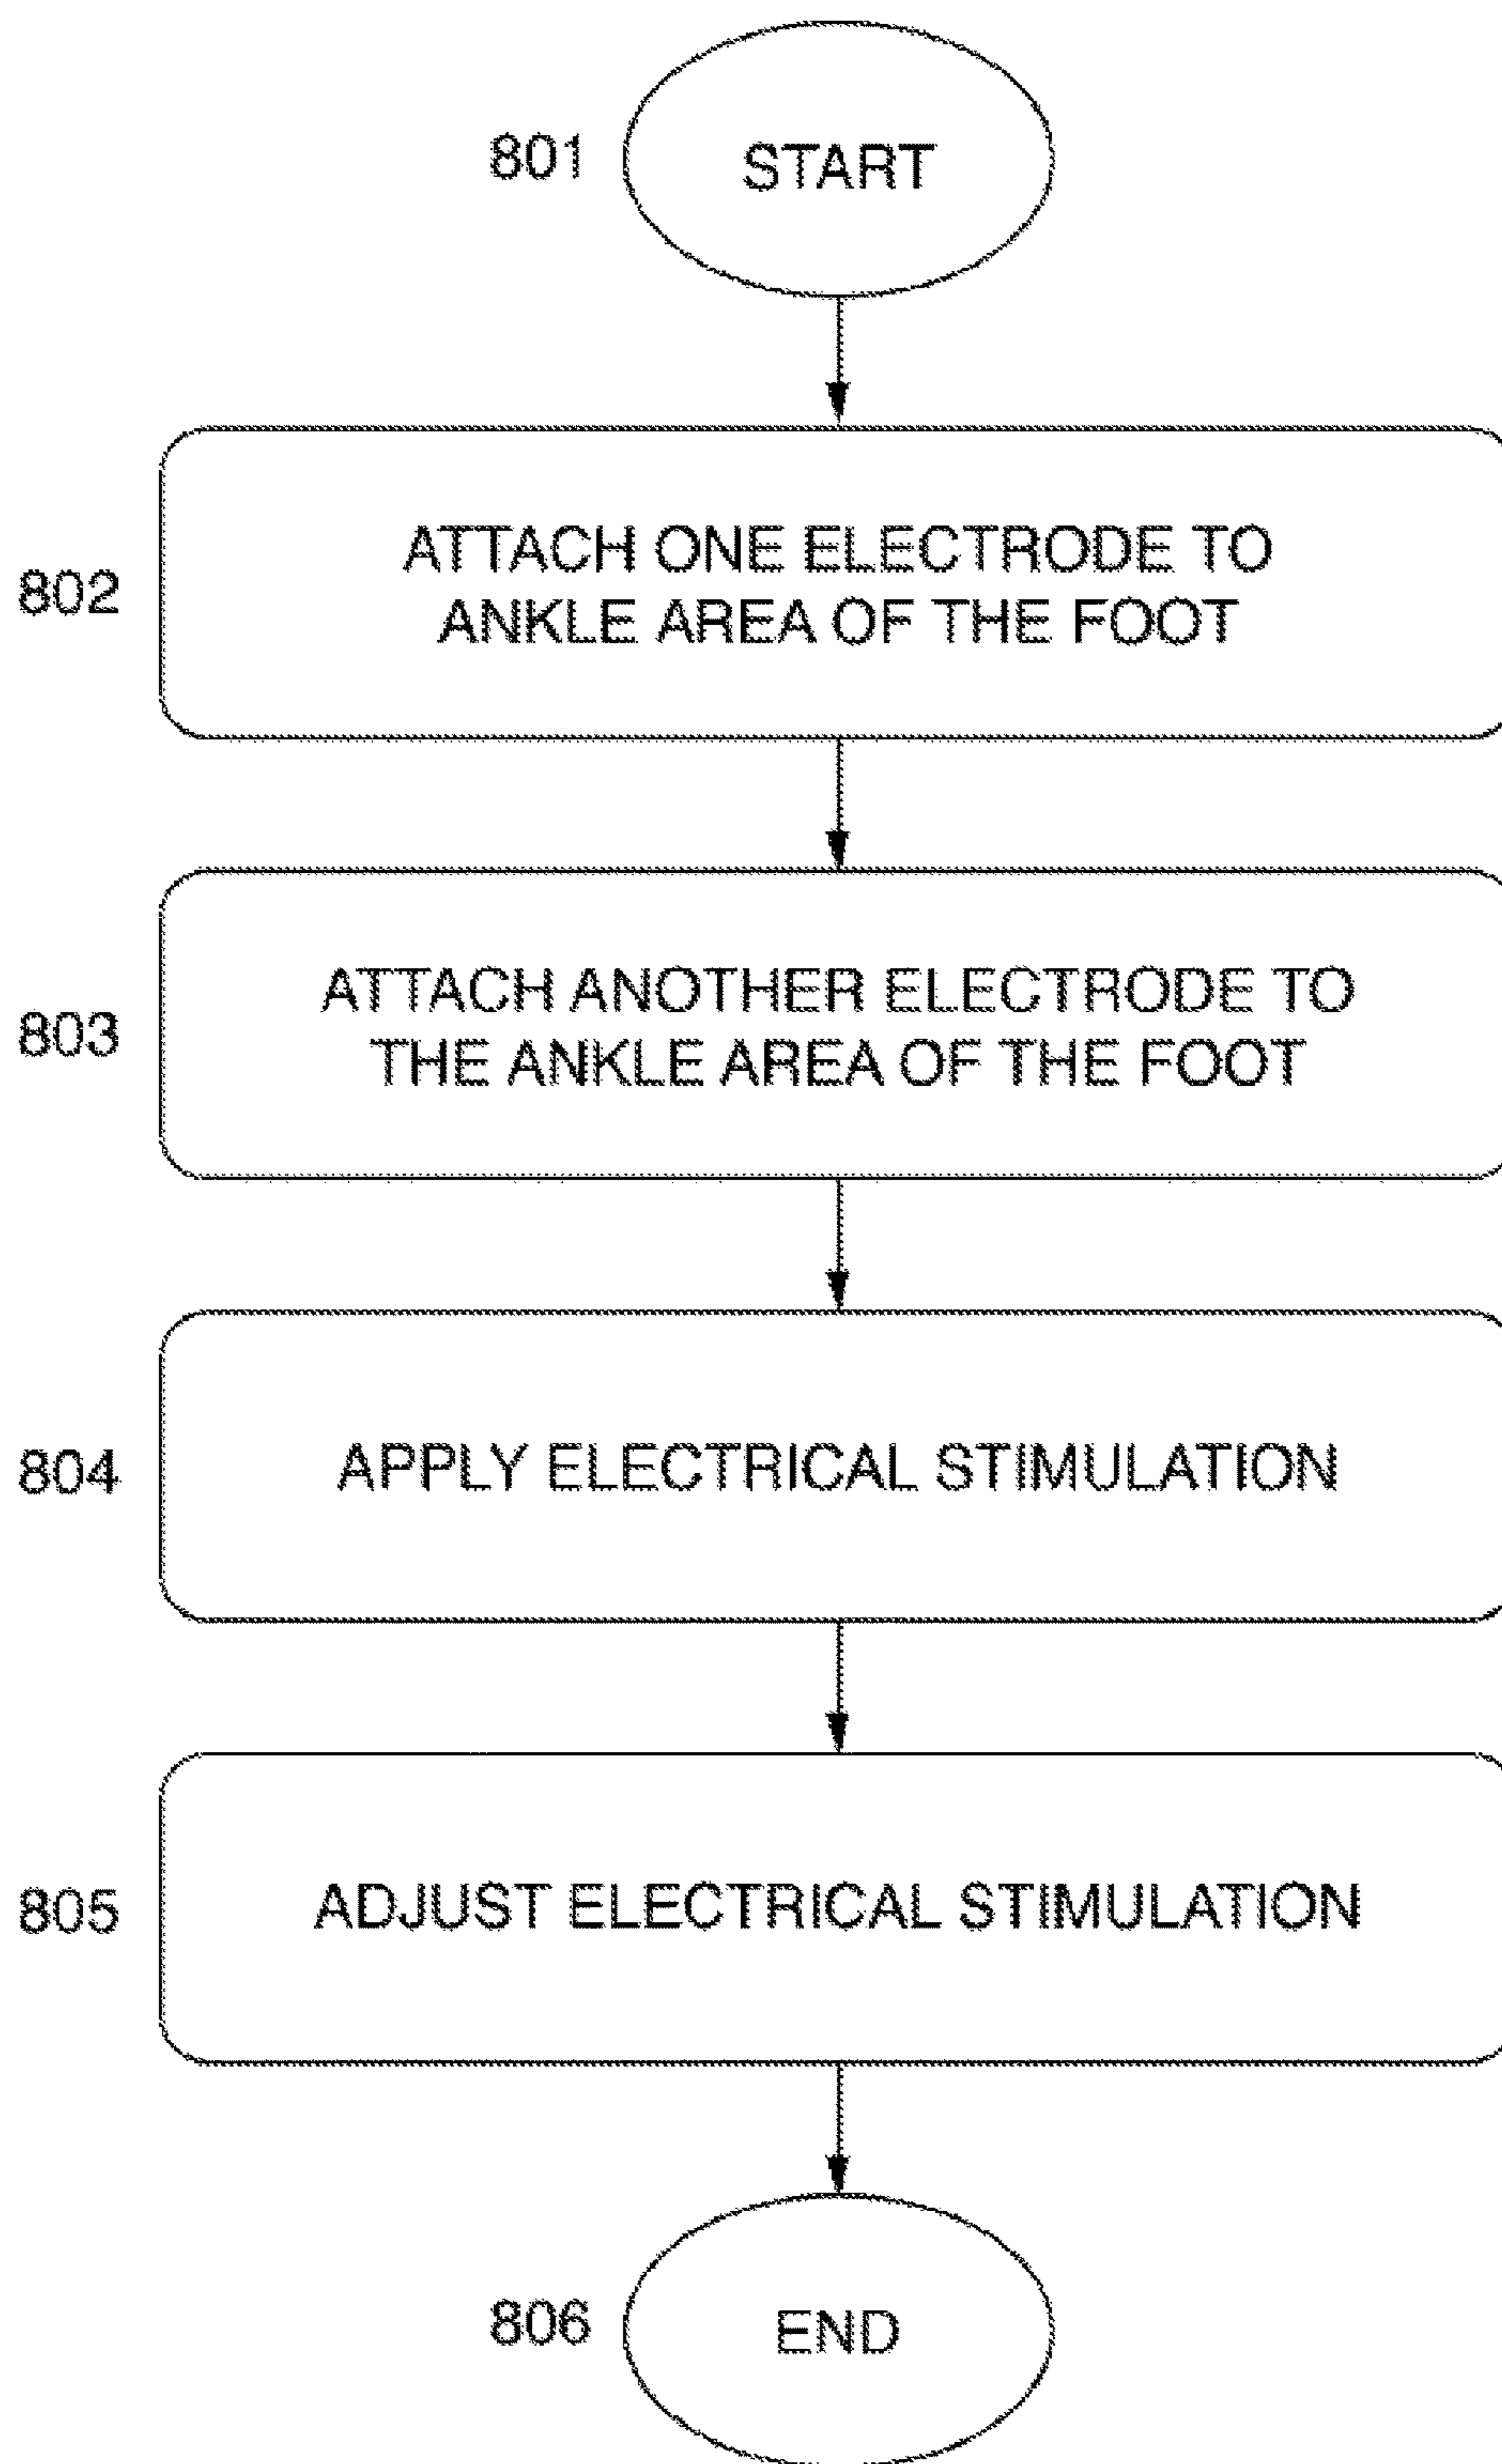 801
START
802
ATTACH ONE ELECTRODE TO
ANKLE AREA OF THE FOOT
803
ATTACH ANOTHER ELECTRODE TO
THE ANKLE AREA OF THE FOOT
804
APPLY ELECTRICAL STIMULATION
805
ADJUST ELECTRICAL STIMULATION
806
END